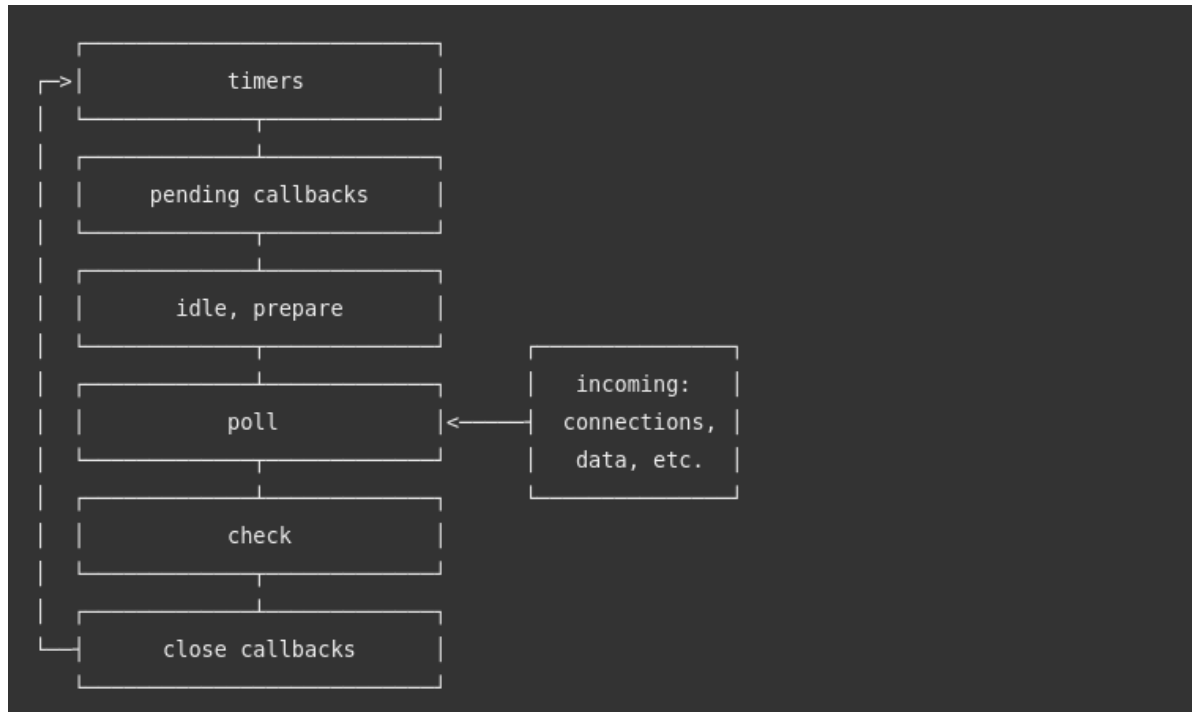 timers
pending callbacks
idle, prepare
poll
incoming:
connections,
data, etc.
check
close callbacks